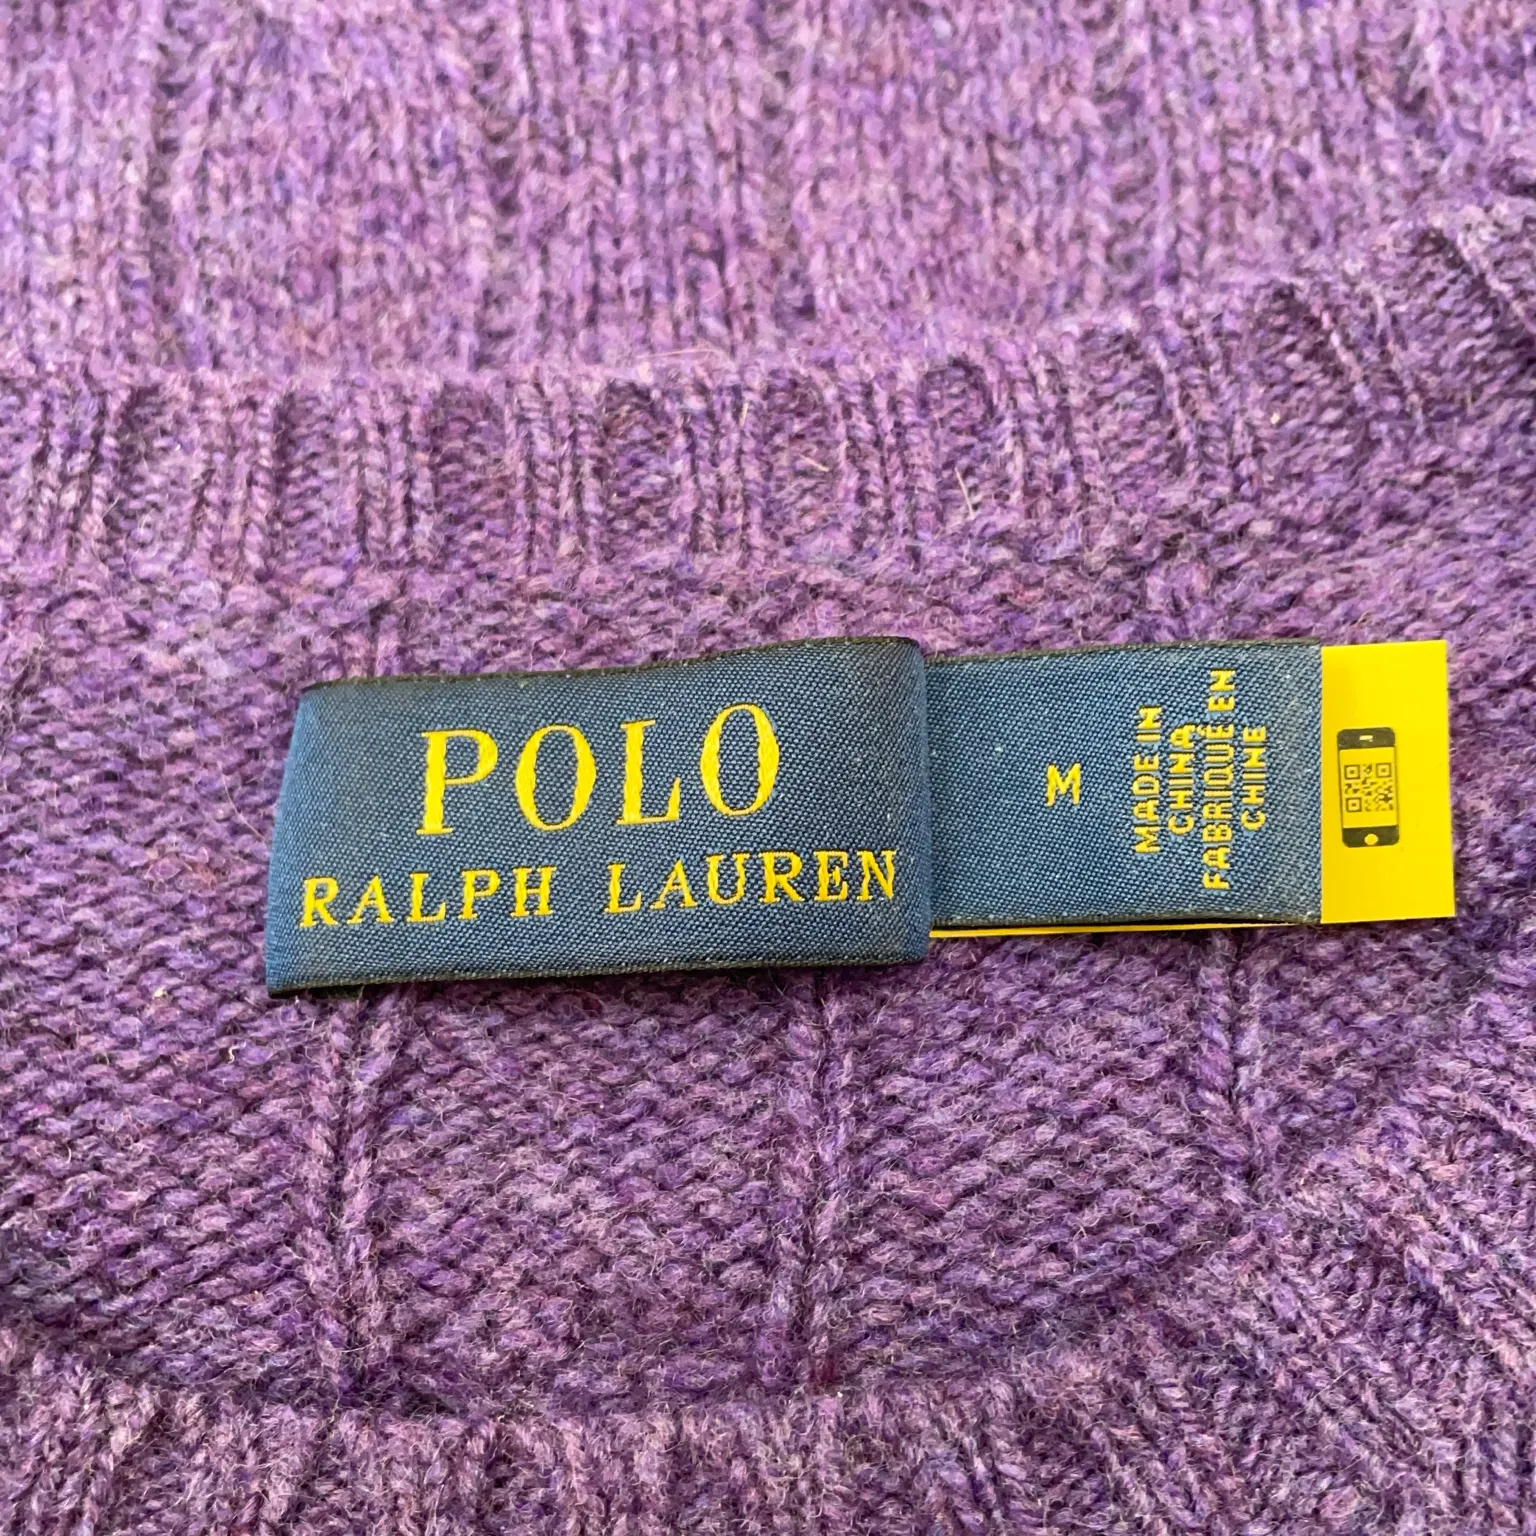 POLO
RALPH LAUREN
M
MADE IN
CHINA
FABRIQUÉ EN
CHINE